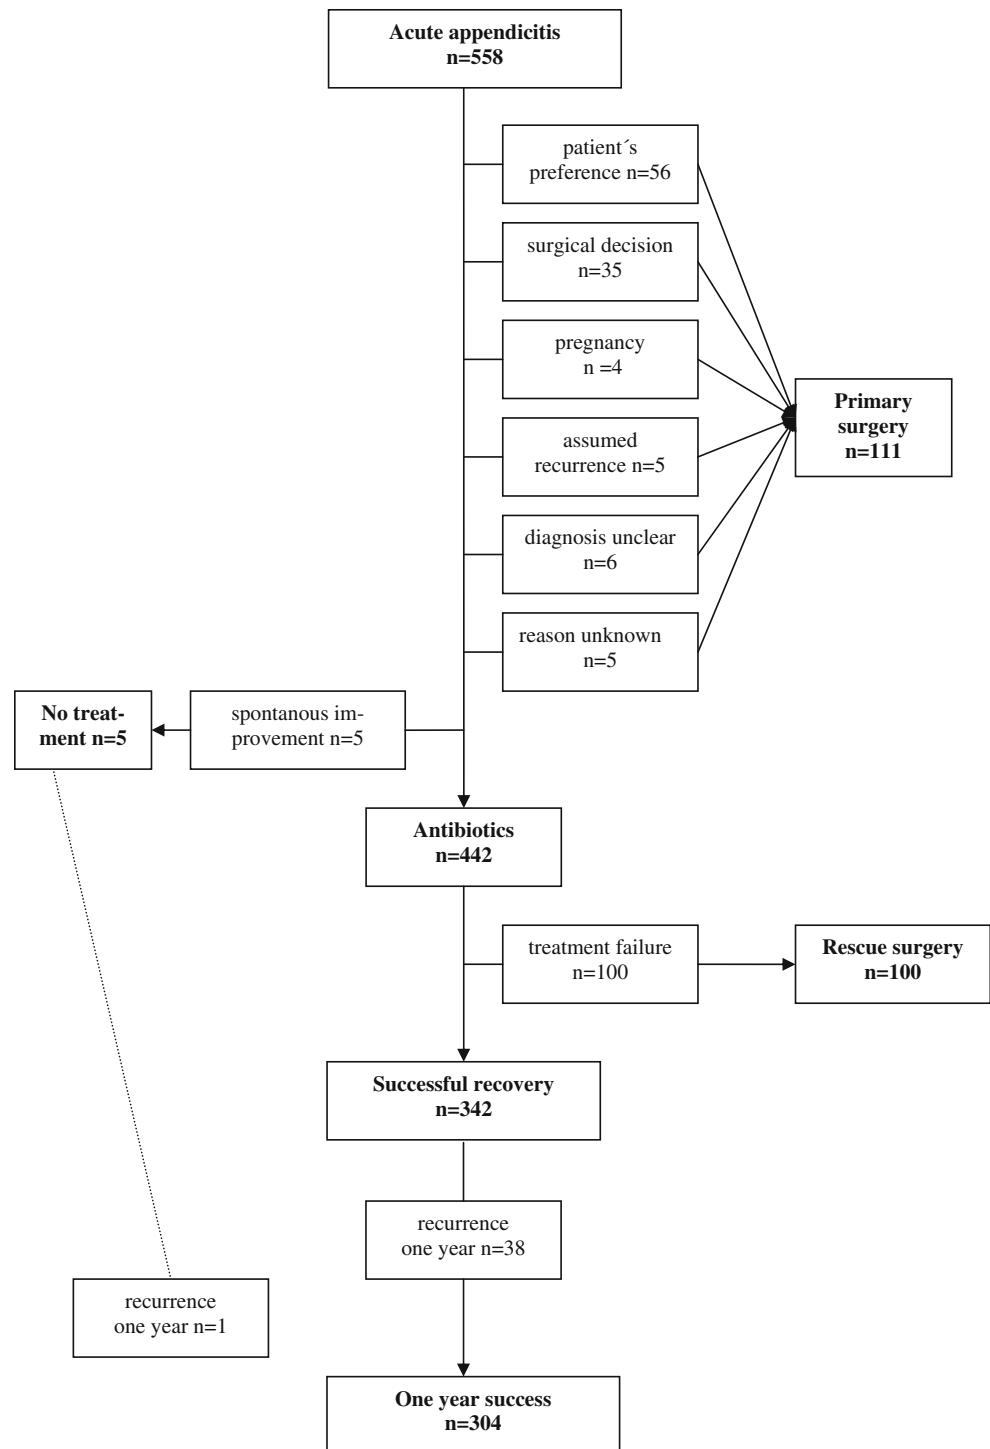 Acute appendicitis
n=558
patient´s
preference n=56
surgical decision
n=35
pregnancy
n =4
Primary
surgery
n=111
assumed
recurrence n=5
diagnosis unclear
n=6
reason unknown
n=5
No treat-
ment n=5
spontanous im-
provement n=5
Antibiotics
n=442
treatment failure
n=100
Rescue surgery
n=100
Successful recovery
n=342
recurrence
one year n=38
recurrence
one year n=1
One year success
n=304